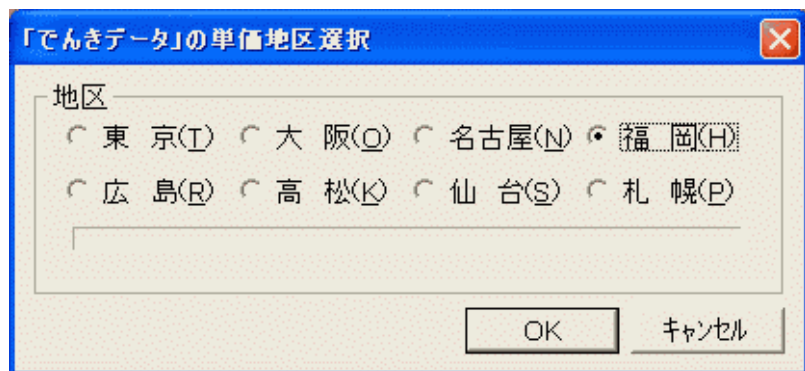 「でんきデータ」の単価地区選択
地区
東 京(T) 大 阪(O) 名古屋(N) 福 岡(H)
広 島(R) 高 松(K) 仙 台(S) 札 幌(P)
OK キャンセル